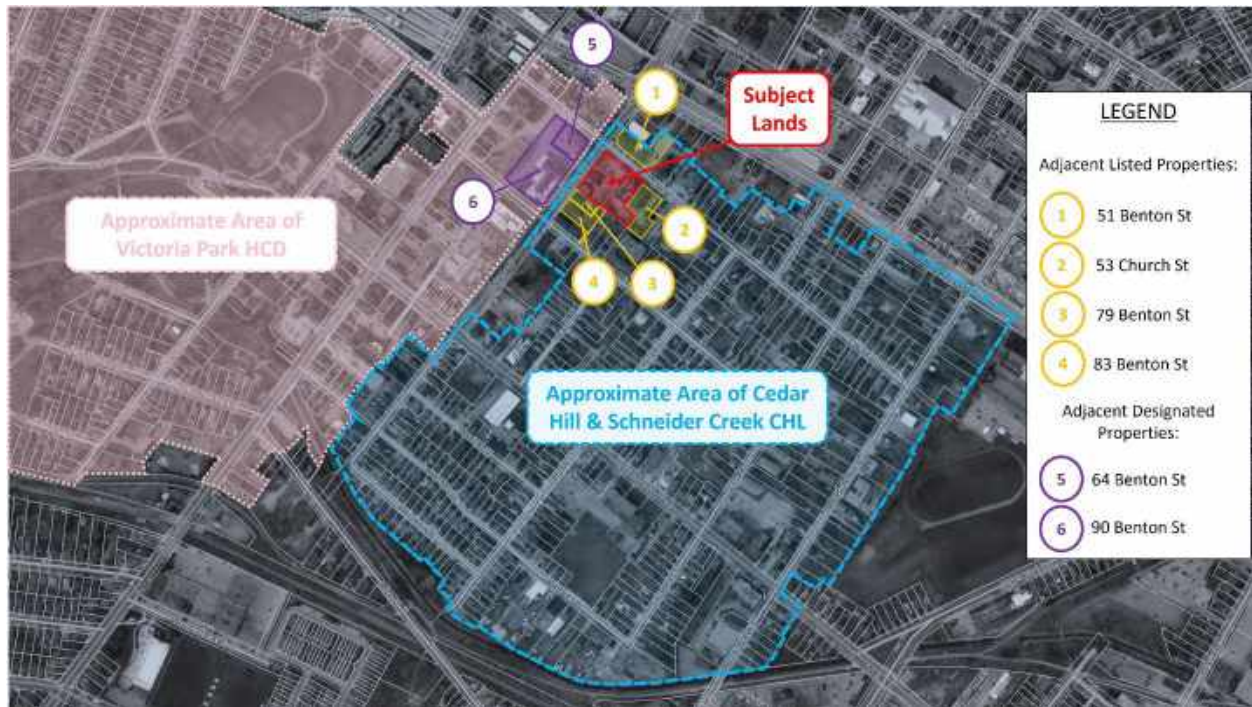 5
1
Subject
Lands
6
Approximate Area of
Victoria Park HCD
2
4
3
Approximate Area of Cedar
Hill & Schneider Creek CHL
LEGEND
Adjacent Listed Properties:
1 51 Benton St
2 53 Church St
3 79 Benton St
4 83 Benton St
Adjacent Designated
Properties:
5 64 Benton St
6 90 Benton St